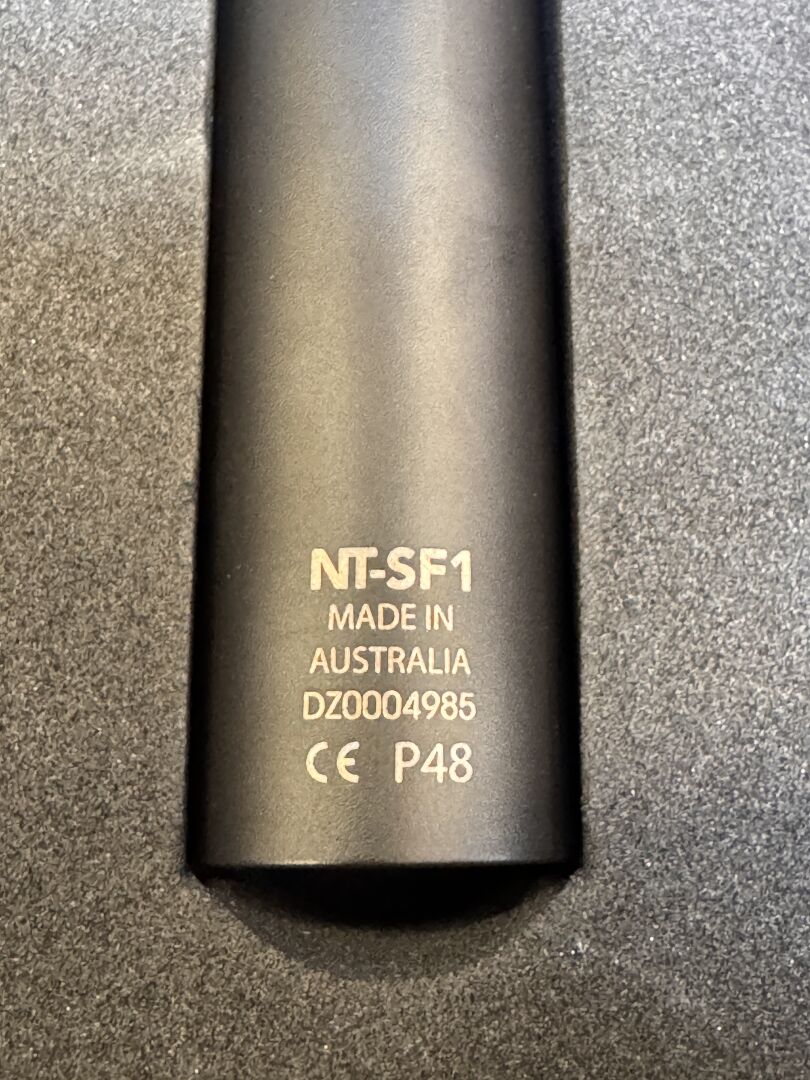 NT-SF1
MADE IN
AUSTRALIA
DZ0004985
CE P48